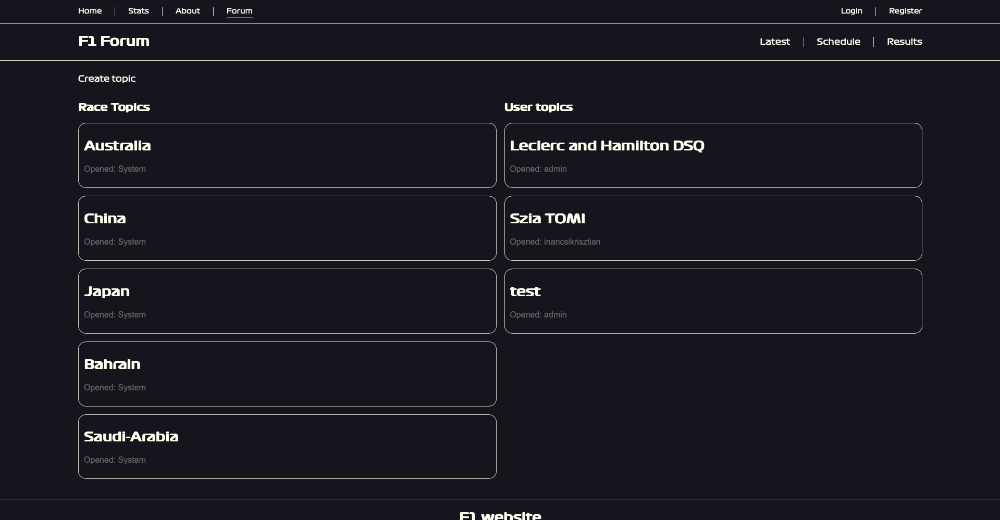 Home
Stats
About
Forum
Login
Register
F1 Forum
Latest
Schedule
Results
Create topic
Race Topics
Australia
Opened: System
China
Opened: System
Japan
Opened: System
Bahrain
Opened: System
Saudi-Arabia
Opened: System
User topics
Leclerc and Hamilton DSQ
Opened: admin
Szia TOMI
Opened: inancsikrisztian
test
Opened: admin
F1 website